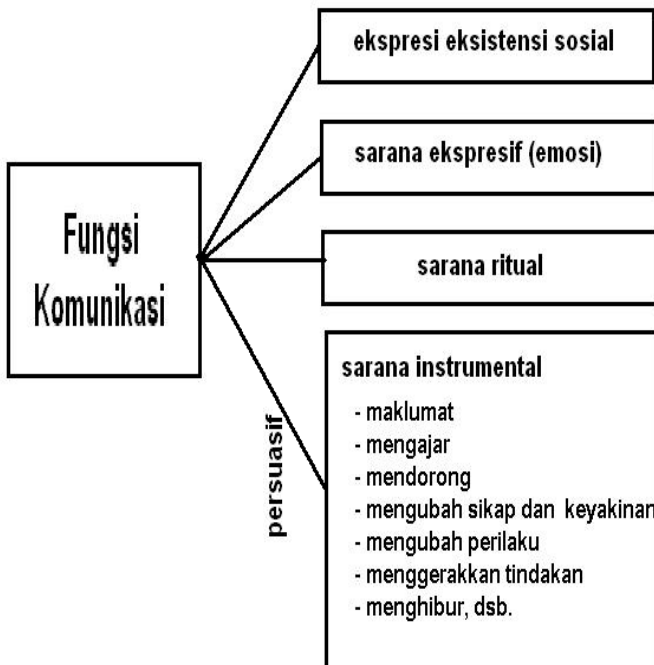 Fungsi
Komunikasi
ekspresi eksistensi sosial
sarana ekspresif (emosi)
sarana ritual
persuasif
sarana instrumental
- maklumat
- mengajar
- mendorong
- mengubah sikap dan keyakinan
- mengubah perilaku
- menggerakkan tindakan
- menghibur, dsb.